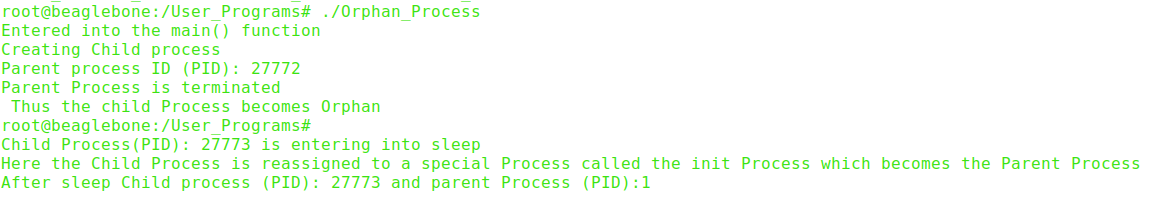 root@beaglebone:/User_Programs# ./Orphan_Process
Entered into the main() function
Creating Child process
Parent process ID (PID): 27772
Parent Process is terminated
 Thus the child Process becomes Orphan
root@beaglebone:/User_Programs#
Child Process(PID): 27773 is entering into sleep
Here the Child Process is reassigned to a special Process called the init Process which becomes the Parent Process
After sleep Child process (PID): 27773 and parent Process (PID):1